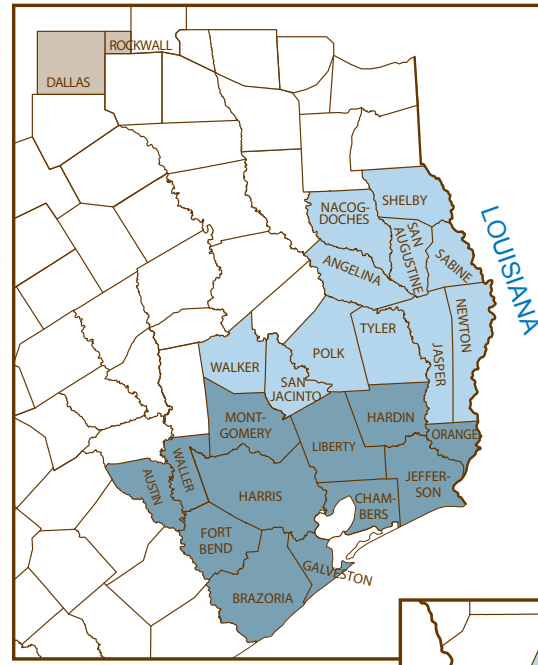 ROCKWALL
DALLAS
SHELBY
NACOG-
DOCHES
SAN
AUGUSTINE
SABINE
LOUISIANA
ANGELINA
TYLER
NEWTON
JASPER
POLK
WALKER
SAN
JACINTO
MONT-
GOMERY
HARDIN
LIBERTY
ORANGE
WALLER
AUSTIN
JEFFER-
SON
HARRIS
CHAM-
BERS
FORT
BEND
GALVESTON
BRAZORIA